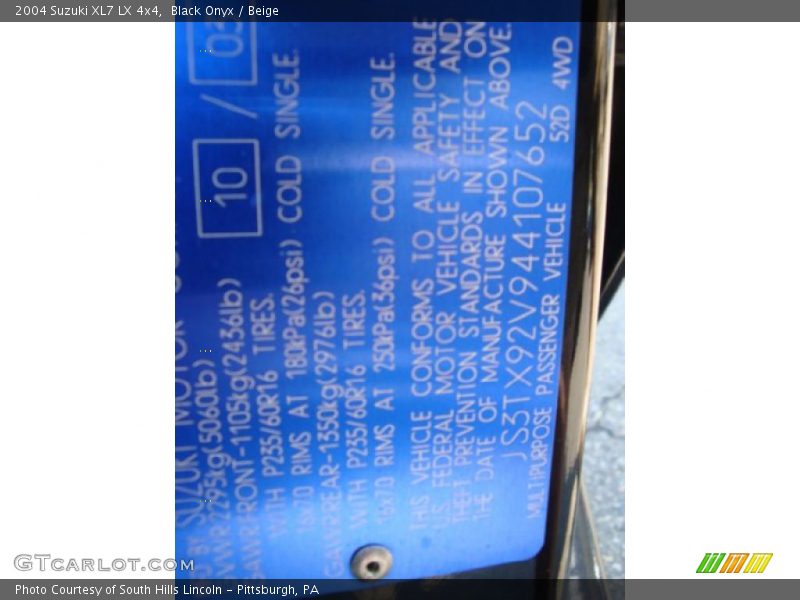 2004 Suzuki XL7 LX 4x4, Black Onyx / Beige
SUZUKI MOTOR
10 / 03
GVWR-2295kg(5060lb)
GAWR-FRONT-1105kg(2436lb)
WITH P235/60R16 TIRES.
16x7.0 RIMS AT 180kPa(26psi) COLD SINGLE.
GAWR-REAR-1350kg(2976lb)
WITH P235/60R16 TIRES.
16x7.0 RIMS AT 250kPa(36psi) COLD SINGLE.
THIS VEHICLE CONFORMS TO ALL APPLICABLE
U.S. FEDERAL MOTOR VEHICLE SAFETY AND
THEFT PREVENTION STANDARDS IN EFFECT ON
THE DATE OF MANUFACTURE SHOWN ABOVE.
JS3TX92V944107652
MULTIPURPOSE PASSENGER VEHICLE 52D 4WD
GTCarlot.com
Photo Courtesy of South Hills Lincoln - Pittsburgh, PA